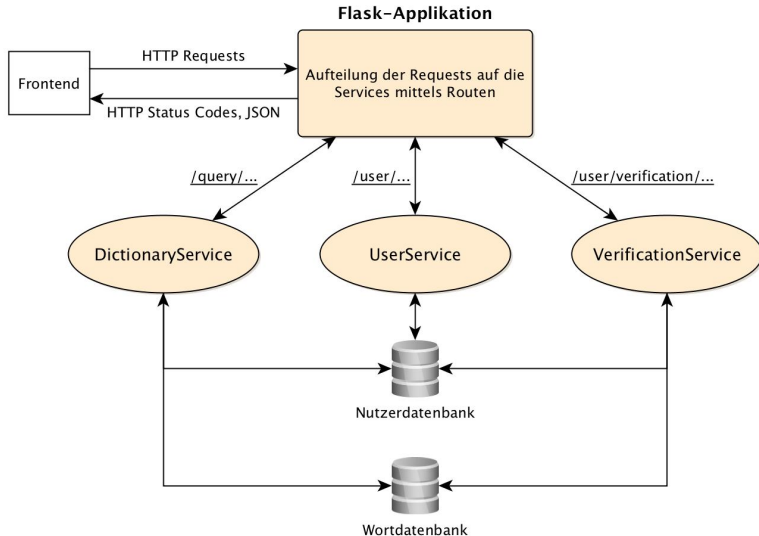 Flask-Applikation
HTTP Requests
Frontend
Aufteilung der Requests auf die
Services mittels Routen
HTTP Status Codes, JSON
/query/...
/user/...
/user/verification/...
DictionaryService
UserService
VerificationService
Nutzerdatenbank
Wortdatenbank